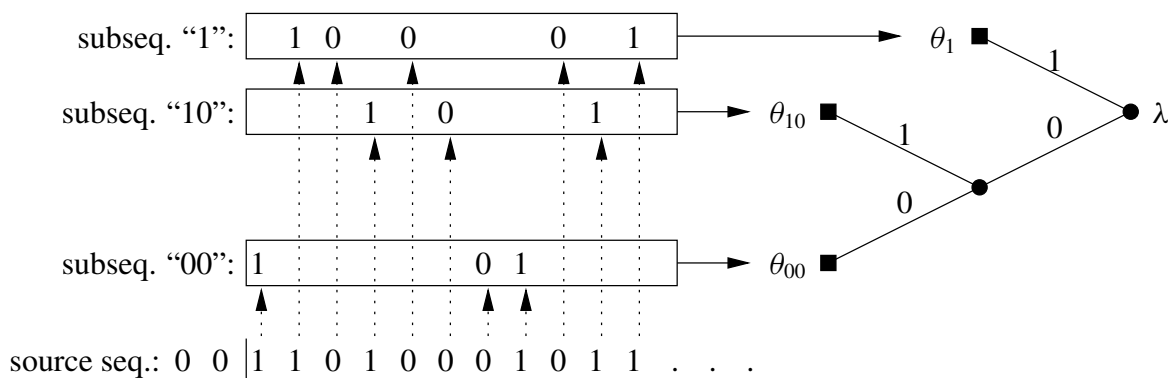 subseq. “1”: 1 0 0 0 1 θ1 1
subseq. “10”: 1 0 1 θ10 1 0 λ
subseq. “00”: 1 0 1 θ00 0
source seq.: 0 0 1 1 0 1 0 0 0 1 0 1 1 . . .